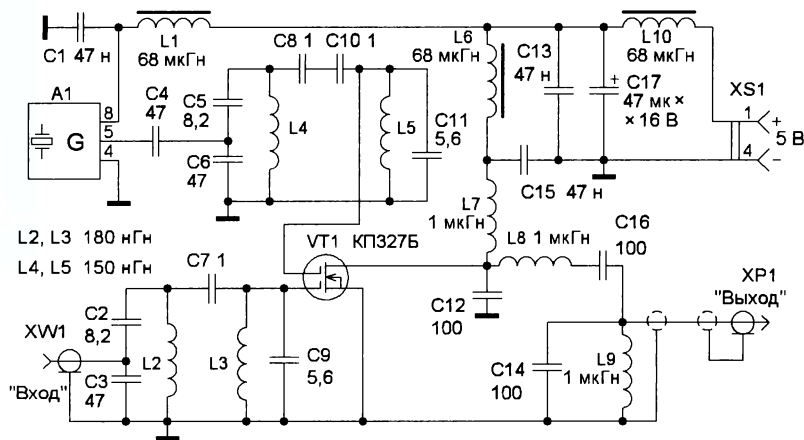 C1 47 н
L1
68 мкГн
C8 1
C10 1
L6
68 мкГн
C13
47 н
L10
68 мкГн
C17
47 мк ×
× 16 В
XS1
1
+
5 В
4
−
A1
8
5
4
G
C4
47
C5
8,2
C6
47
L4
L5
C11
5,6
C15 47 н
L7
1 мкГн
L2, L3 180 нГн
L4, L5 150 нГн
VT1 КП327Б
L8 1 мкГн
C16
100
C7 1
C2
8,2
XW1
"Вход"
C3
47
L2
L3
C9
5,6
C12
100
C14
100
L9
1 мкГн
XP1
"Выход"